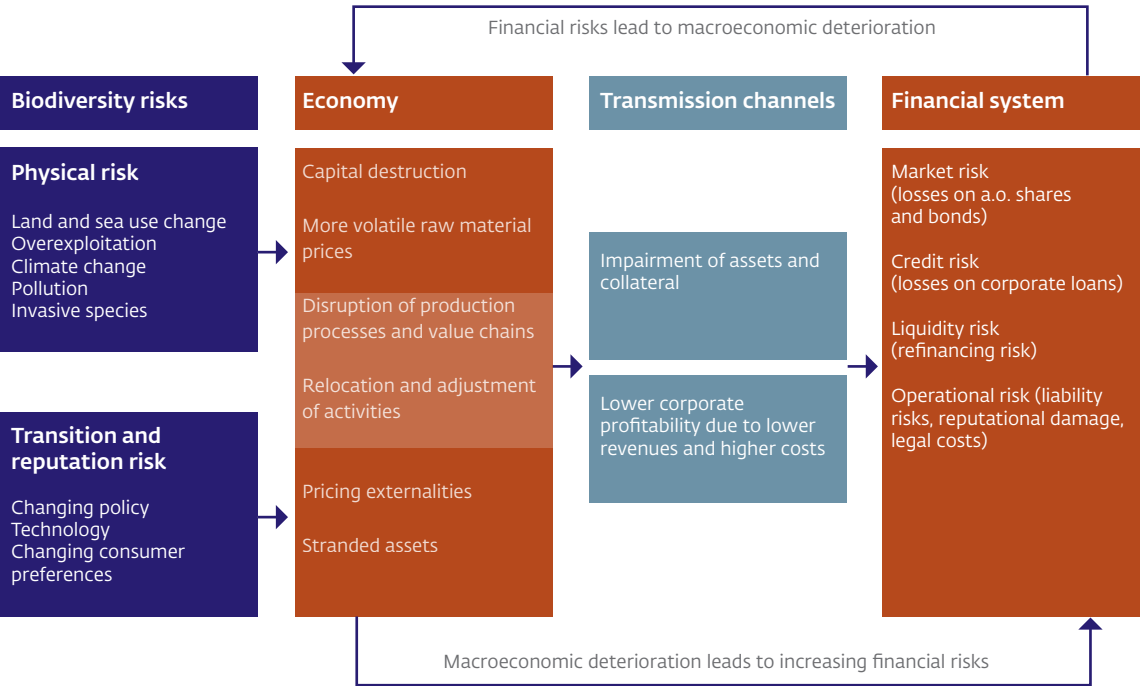 Financial risks lead to macroeconomic deterioration
Biodiversity risks
Economy
Transmission channels
Financial system
Physical risk
Land and sea use change
Overexploitation
Climate change
Pollution
Invasive species
Transition and
reputation risk
Changing policy
Technology
Changing consumer
preferences
Capital destruction
More volatile raw material
prices
Disruption of production
processes and value chains
Relocation and adjustment
of activities
Pricing externalities
Stranded assets
Impairment of assets and
collateral
Lower corporate
profitability due to lower
revenues and higher costs
Market risk
(losses on a.o. shares
and bonds)
Credit risk
(losses on corporate loans)
Liquidity risk
(refinancing risk)
Operational risk (liability
risks, reputational damage,
legal costs)
Macroeconomic deterioration leads to increasing financial risks